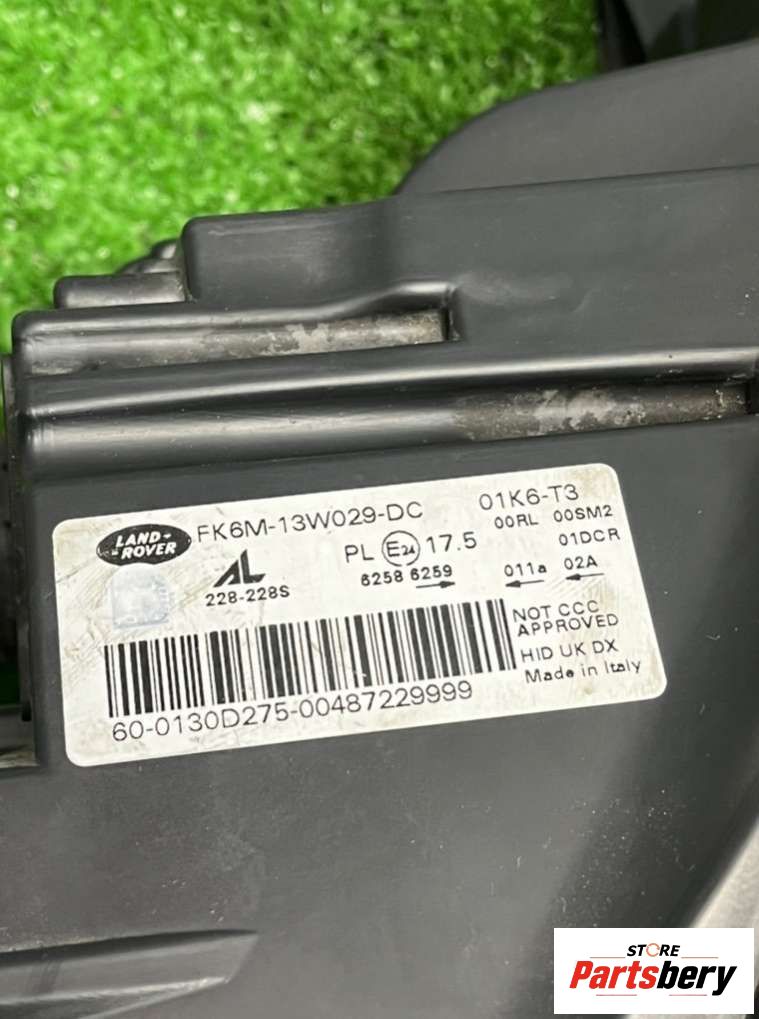 LAND-
-ROVER
FK6M-13W029-DC
01K6-T3
00RL 00SM2
01DCR
PL E24 17.5
6258 6259
011a 02A
AL
228-228S
NOT CCC
APPROVED
HID UK DX
Made in Italy
60-0130D275-00487229999
STORE
Partsbery